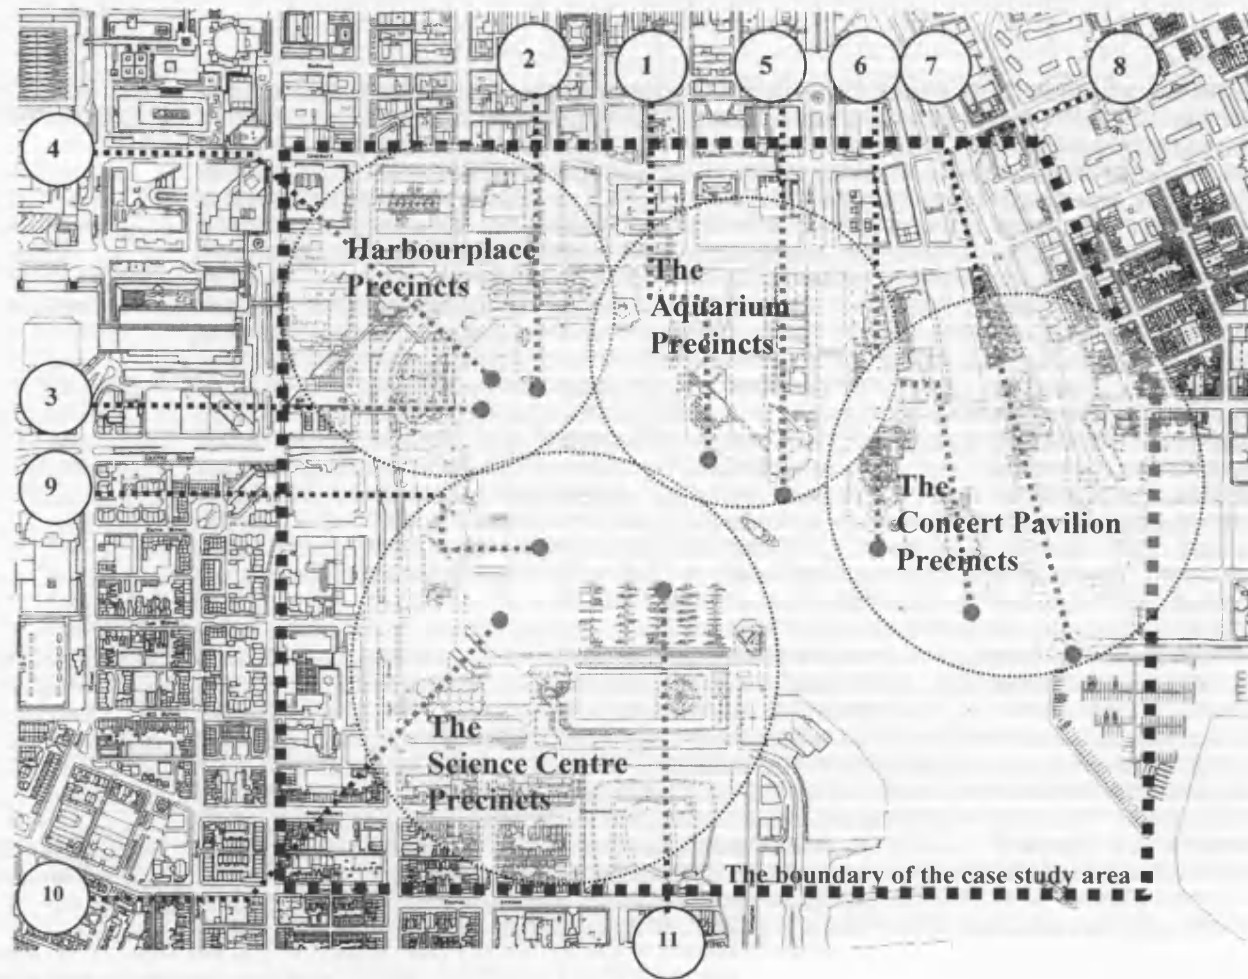 2
1
5
6
7
8
4
Harbourplace
Precincts
The
Aquarium
Precincts
3
9
The
Concert Pavilion
Precincts
The
Science Centre
Precincts
The boundary of the case study area
10
11